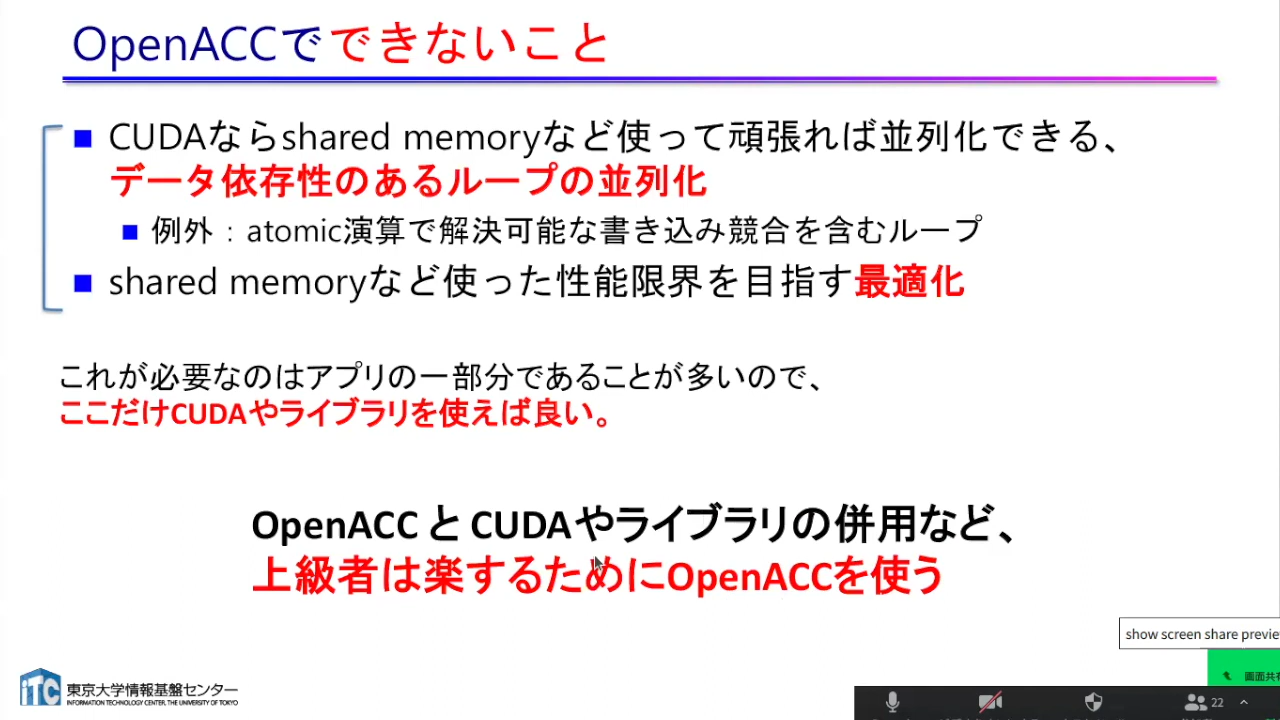 OpenACCでできないこと
CUDAならshared memoryなど使って頑張れば並列化できる、
データ依存性のあるループの並列化
例外：atomic演算で解決可能な書き込み競合を含むループ
shared memoryなど使った性能限界を目指す最適化
これが必要なのはアプリの一部分であることが多いので、
ここだけCUDAやライブラリを使えば良い。
OpenACC と CUDAやライブラリの併用など、
上級者は楽するためにOpenACCを使う
show screen share previe
画面共有
iTC 東京大学情報基盤センター
INFORMATION TECHNOLOGY CENTER, THE UNIVERSITY OF TOKYO
22